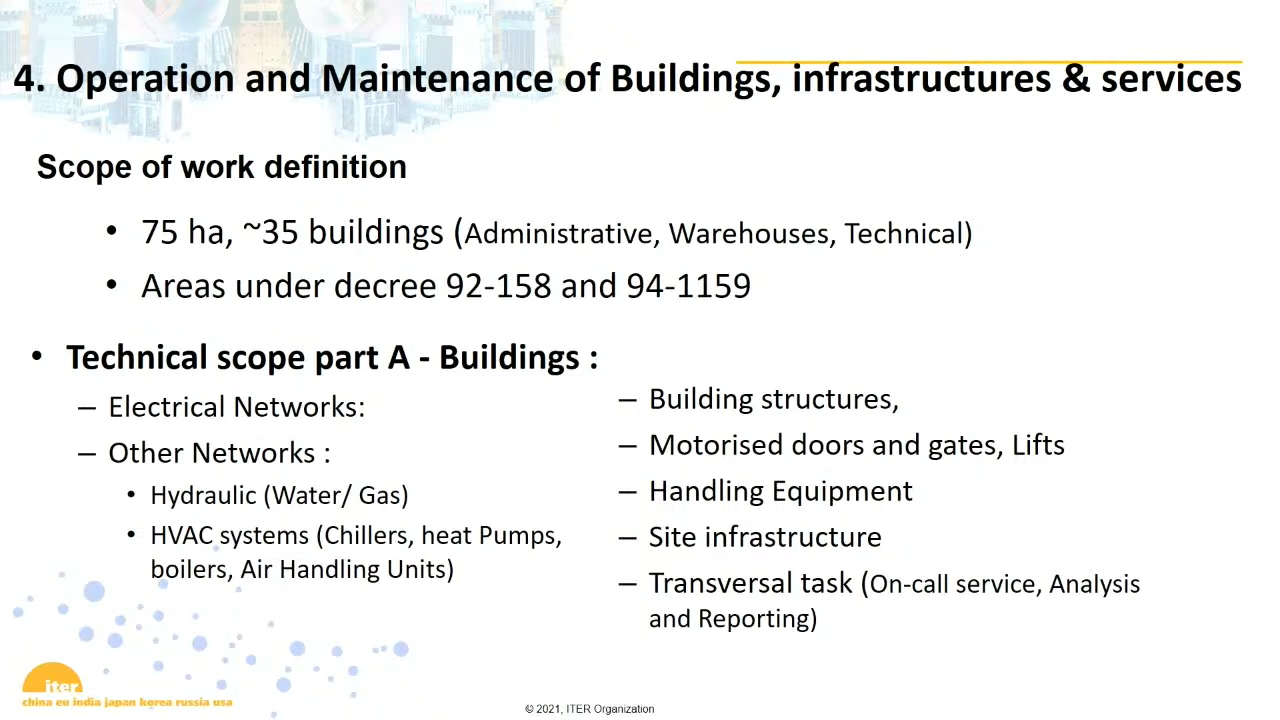 4. Operation and Maintenance of Buildings, infrastructures & services
Scope of work definition
• 75 ha, ~35 buildings (Administrative, Warehouses, Technical)
• Areas under decree 92-158 and 94-1159
• Technical scope part A - Buildings :
– Electrical Networks:
– Other Networks :
• Hydraulic (Water/ Gas)
• HVAC systems (Chillers, heat Pumps,
boilers, Air Handling Units)
– Building structures,
– Motorised doors and gates, Lifts
– Handling Equipment
– Site infrastructure
– Transversal task (On-call service, Analysis
and Reporting)
iter
china eu india japan korea russia usa
© 2021, ITER Organization